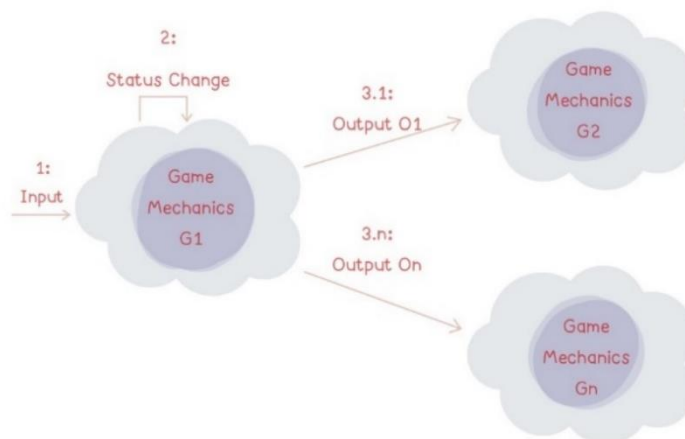 2:
Status Change
1:
Input
Game
Mechanics
G1
3.1:
Output O1
3.n:
Output On
Game
Mechanics
G2
Game
Mechanics
Gn